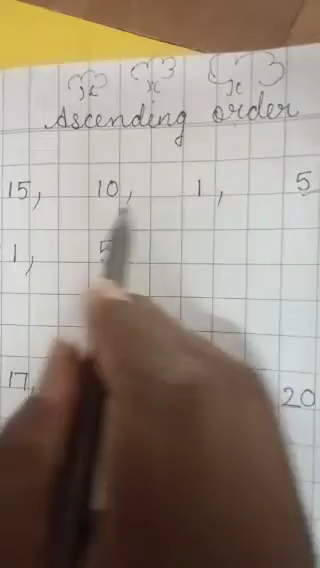 Ascending order
15, 10, 1, 5
1, 5
17, 20